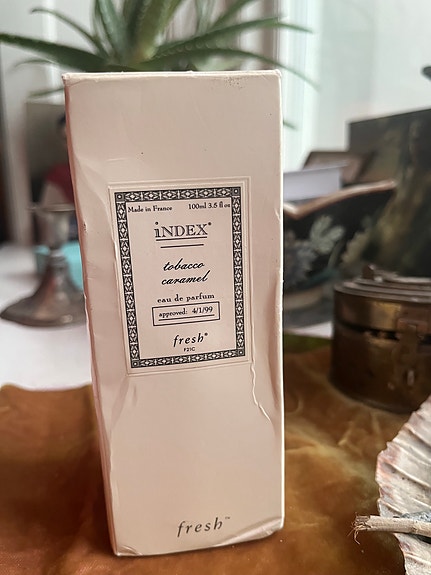 Made in France 100ml 3.5 fl oz
iNDEX®
tobacco
caramel
eau de parfum
approved: 4/1/99
fresh®
F21C
fresh™